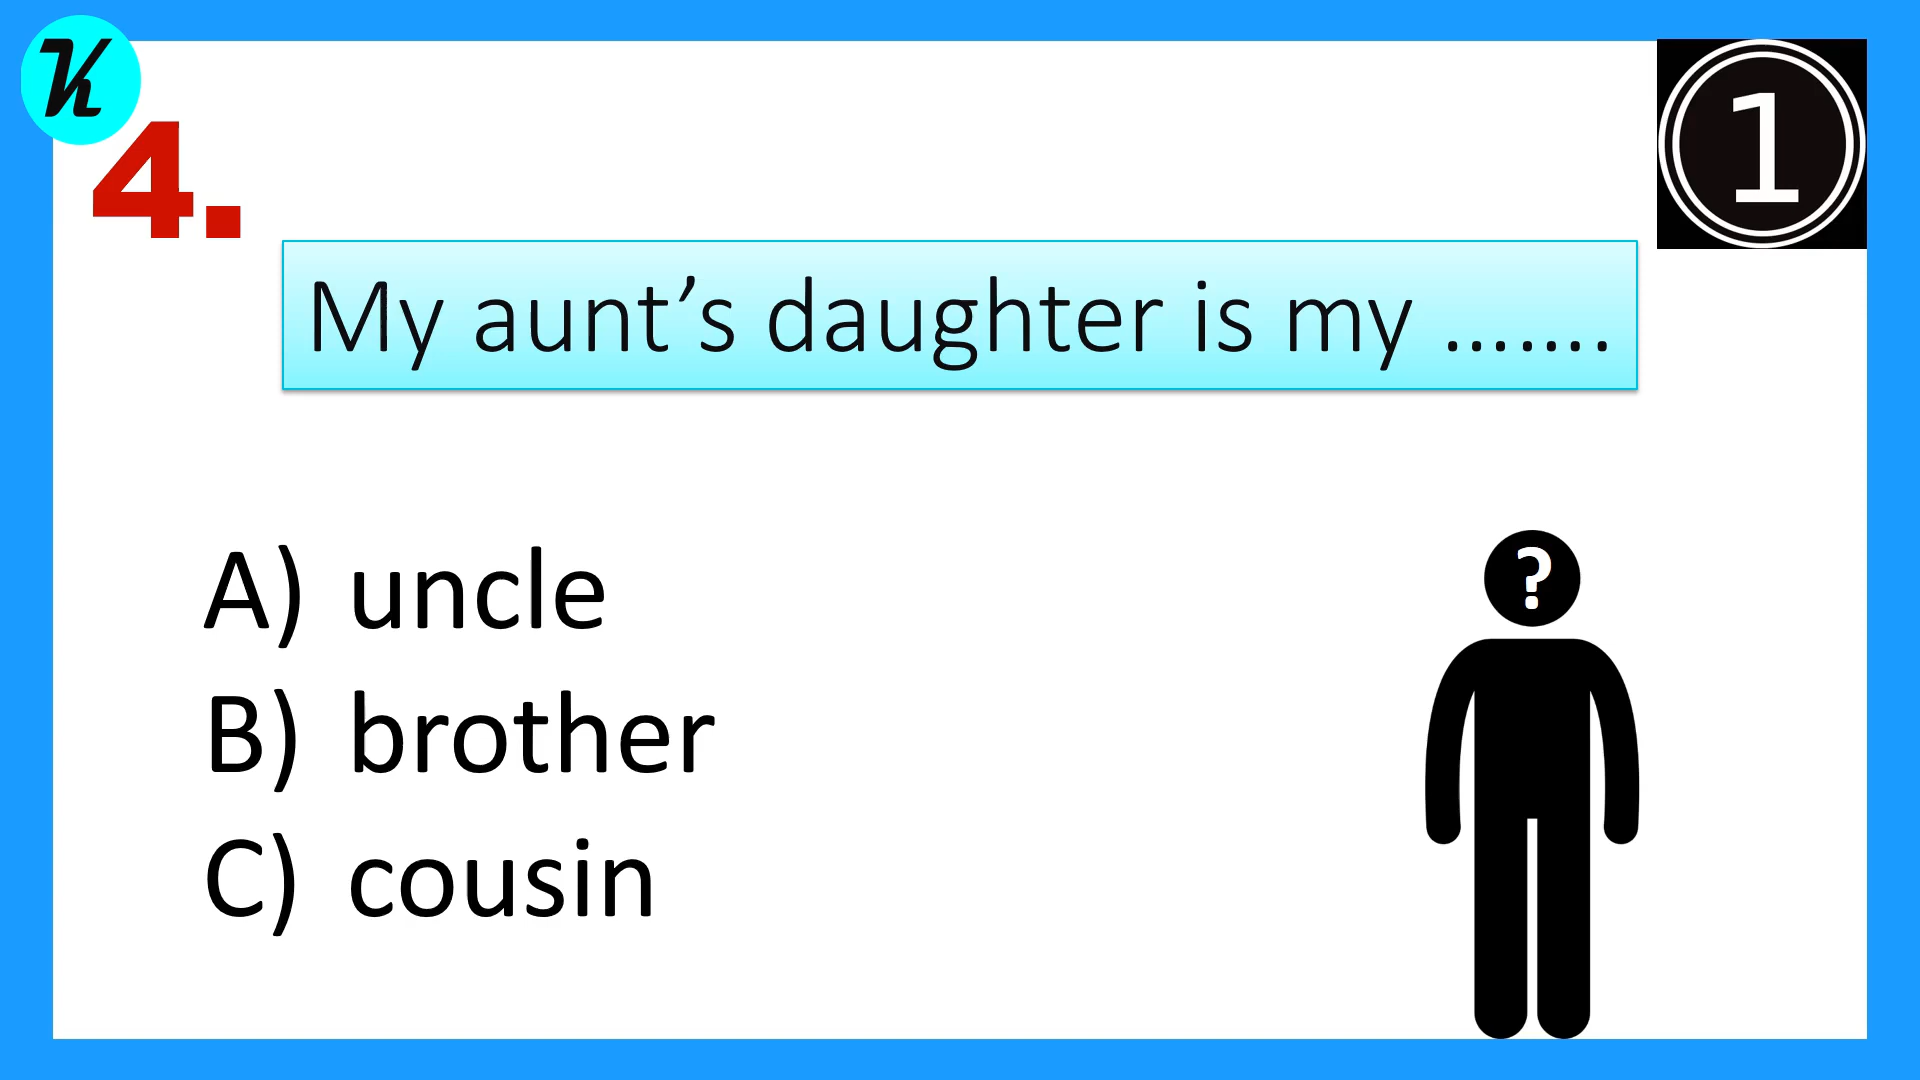 K
4.
1
My aunt’s daughter is my …….
?
A) uncle
B) brother
C) cousin